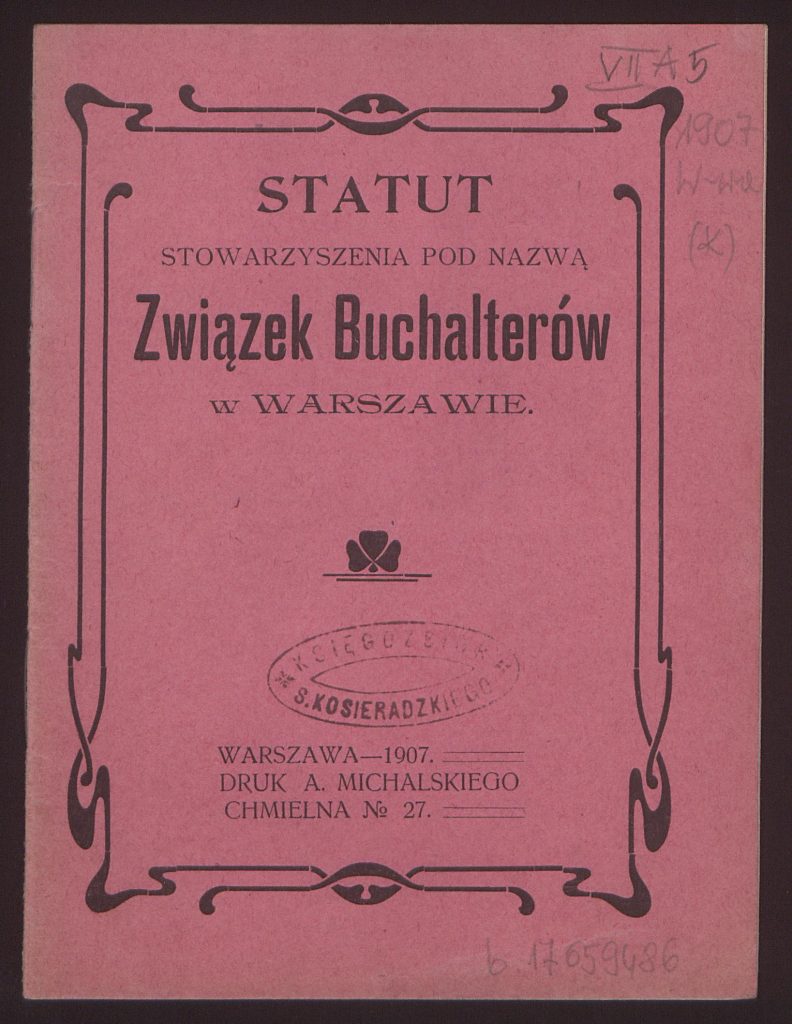 VII A 5
1907
W-wa
(K)
STATUT
STOWARZYSZENIA POD NAZWĄ
Związek Buchalterów
w WARSZAWIE.
KSIĘGOZBIÓR
S. KOSIERADZKIEGO
WARSZAWA—1907.
DRUK A. MICHALSKIEGO
CHMIELNA № 27.
b 17659486